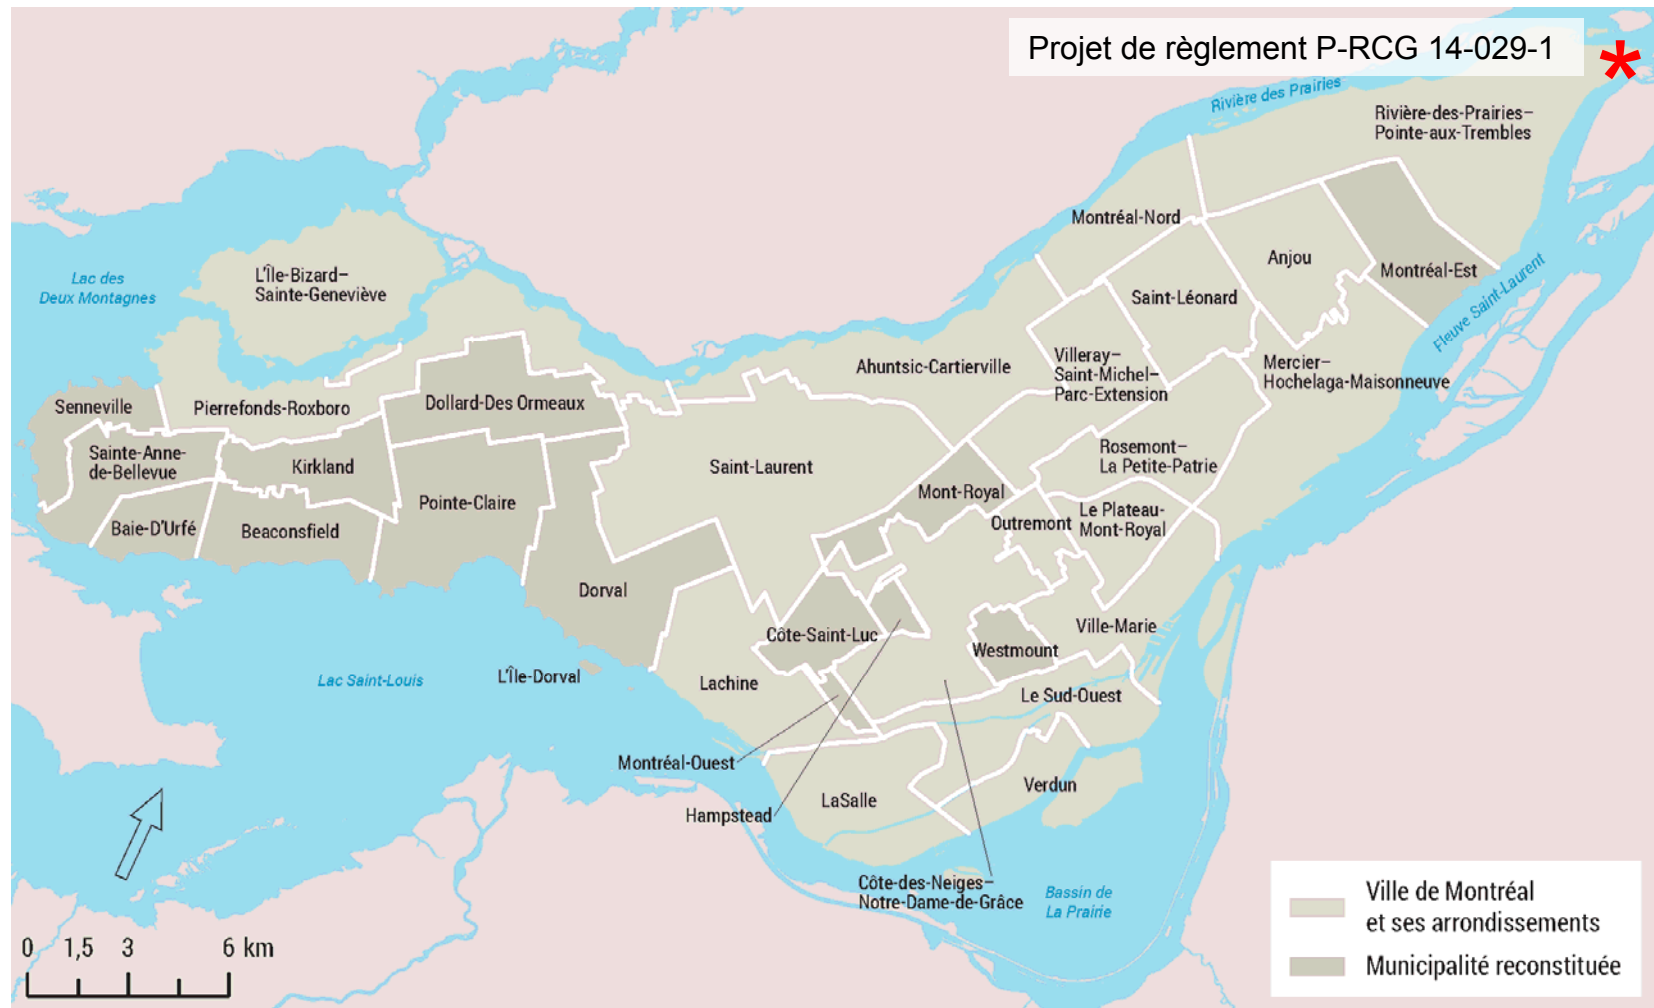 Projet de règlement P-RCG 14-029-1
*
Rivière des Prairies
Rivière-des-Prairies–
Pointe-aux-Trembles
Montréal-Nord
Anjou
Montréal-Est
Lac des
Deux Montagnes
L'Île-Bizard–
Sainte-Geneviève
Saint-Léonard
Fleuve Saint-Laurent
Ahuntsic-Cartierville
Villeray–
Saint-Michel–
Parc-Extension
Mercier–
Hochelaga-Maisonneuve
Senneville
Pierrefonds-Roxboro
Dollard-Des Ormeaux
Sainte-Anne-
de-Bellevue
Kirkland
Saint-Laurent
Rosemont–
La Petite-Patrie
Pointe-Claire
Mont-Royal
Baie-D'Urfé
Beaconsfield
Outremont
Le Plateau-
Mont-Royal
Dorval
Côte-Saint-Luc
Ville-Marie
Westmount
Lac Saint-Louis
L'Île-Dorval
Lachine
Le Sud-Ouest
Montréal-Ouest
Verdun
LaSalle
Hampstead
Côte-des-Neiges–
Notre-Dame-de-Grâce
Bassin de
La Prairie
Ville de Montréal
et ses arrondissements
Municipalité reconstituée
0 1,5 3 6 km